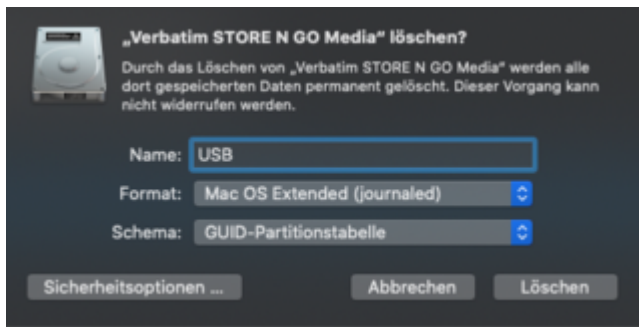 „Verbatim STORE N GO Media“ löschen?
Durch das Löschen von „Verbatim STORE N GO Media“ werden alle
dort gespeicherten Daten permanent gelöscht. Dieser Vorgang kann
nicht widerrufen werden.
Name: USB
Format: Mac OS Extended (journaled)
Schema: GUID-Partitionstabelle
Sicherheitsoptionen ... Abbrechen Löschen